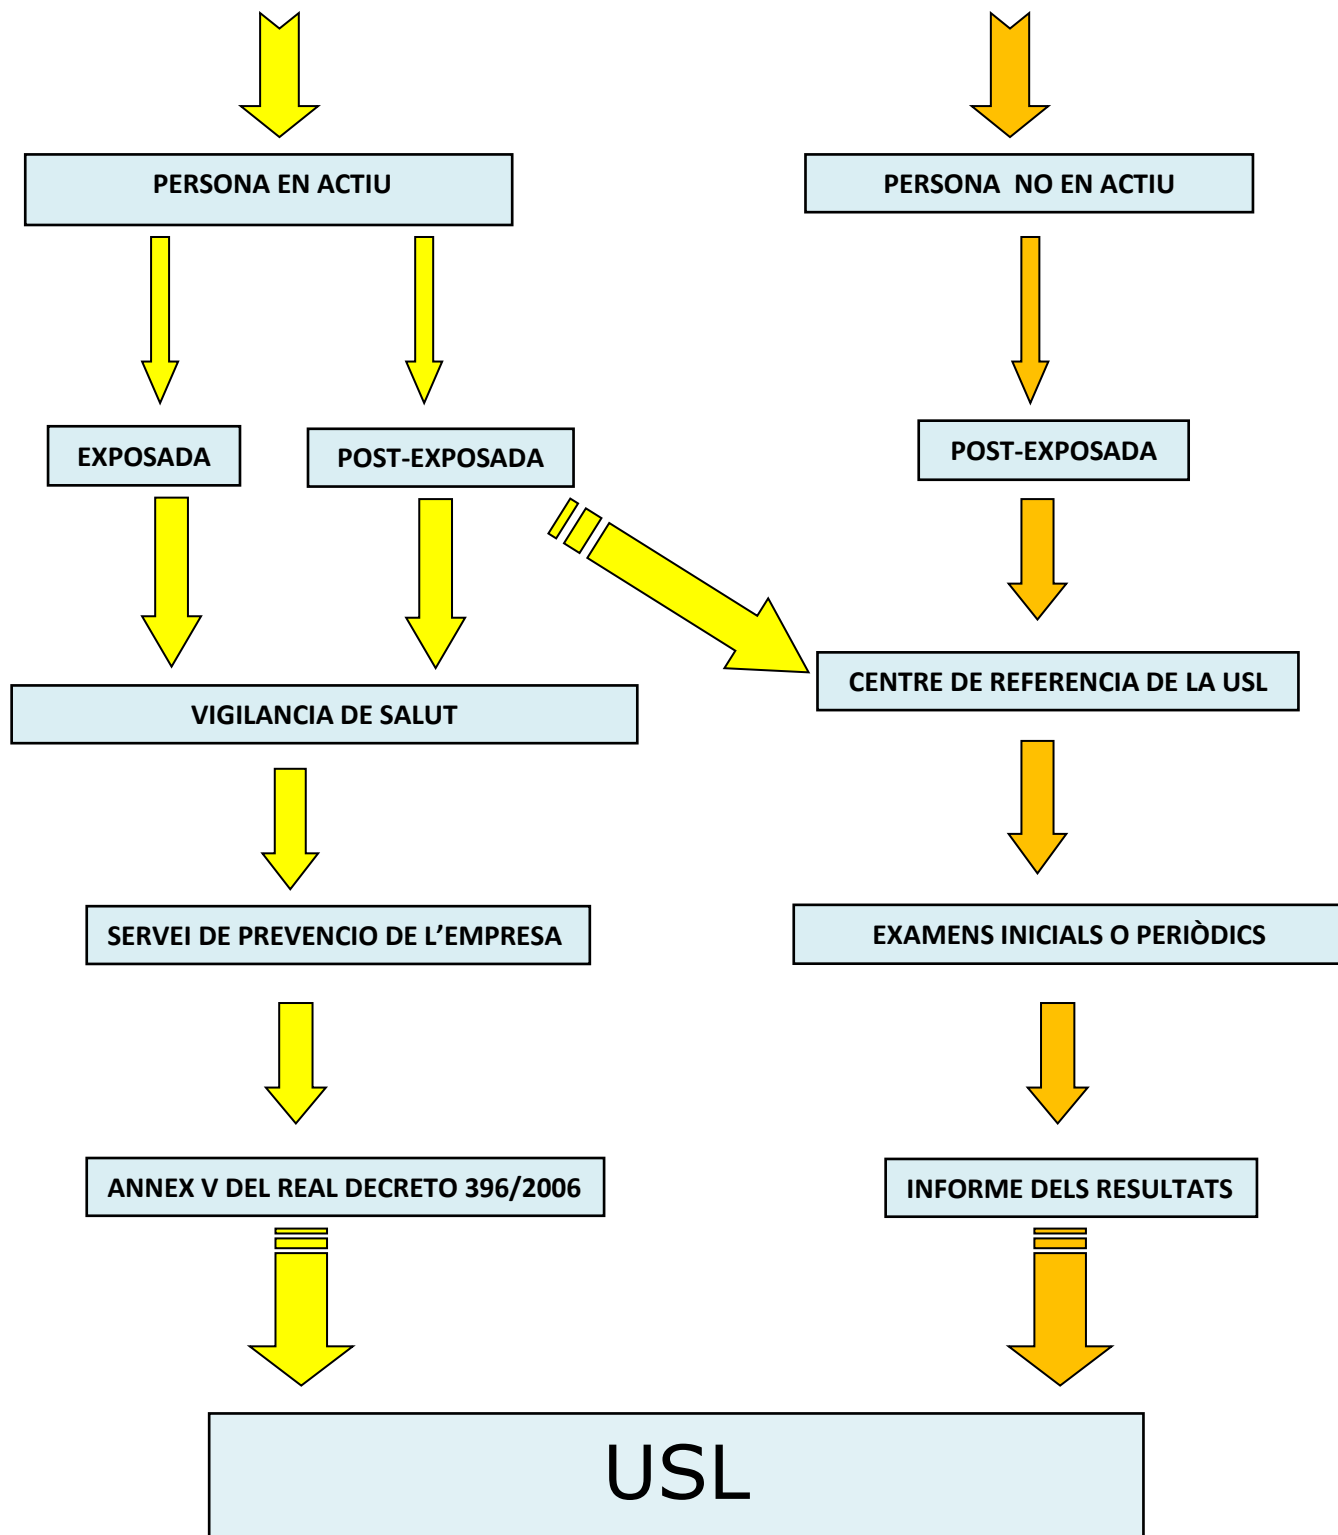 PERSONA EN ACTIU
PERSONA NO EN ACTIU
EXPOSADA
POST-EXPOSADA
POST-EXPOSADA
CENTRE DE REFERENCIA DE LA USL
VIGILANCIA DE SALUT
SERVEI DE PREVENCIO DE L’EMPRESA
EXAMENS INICIALS O PERIÒDICS
ANNEX V DEL REAL DECRETO 396/2006
INFORME DELS RESULTATS
USL